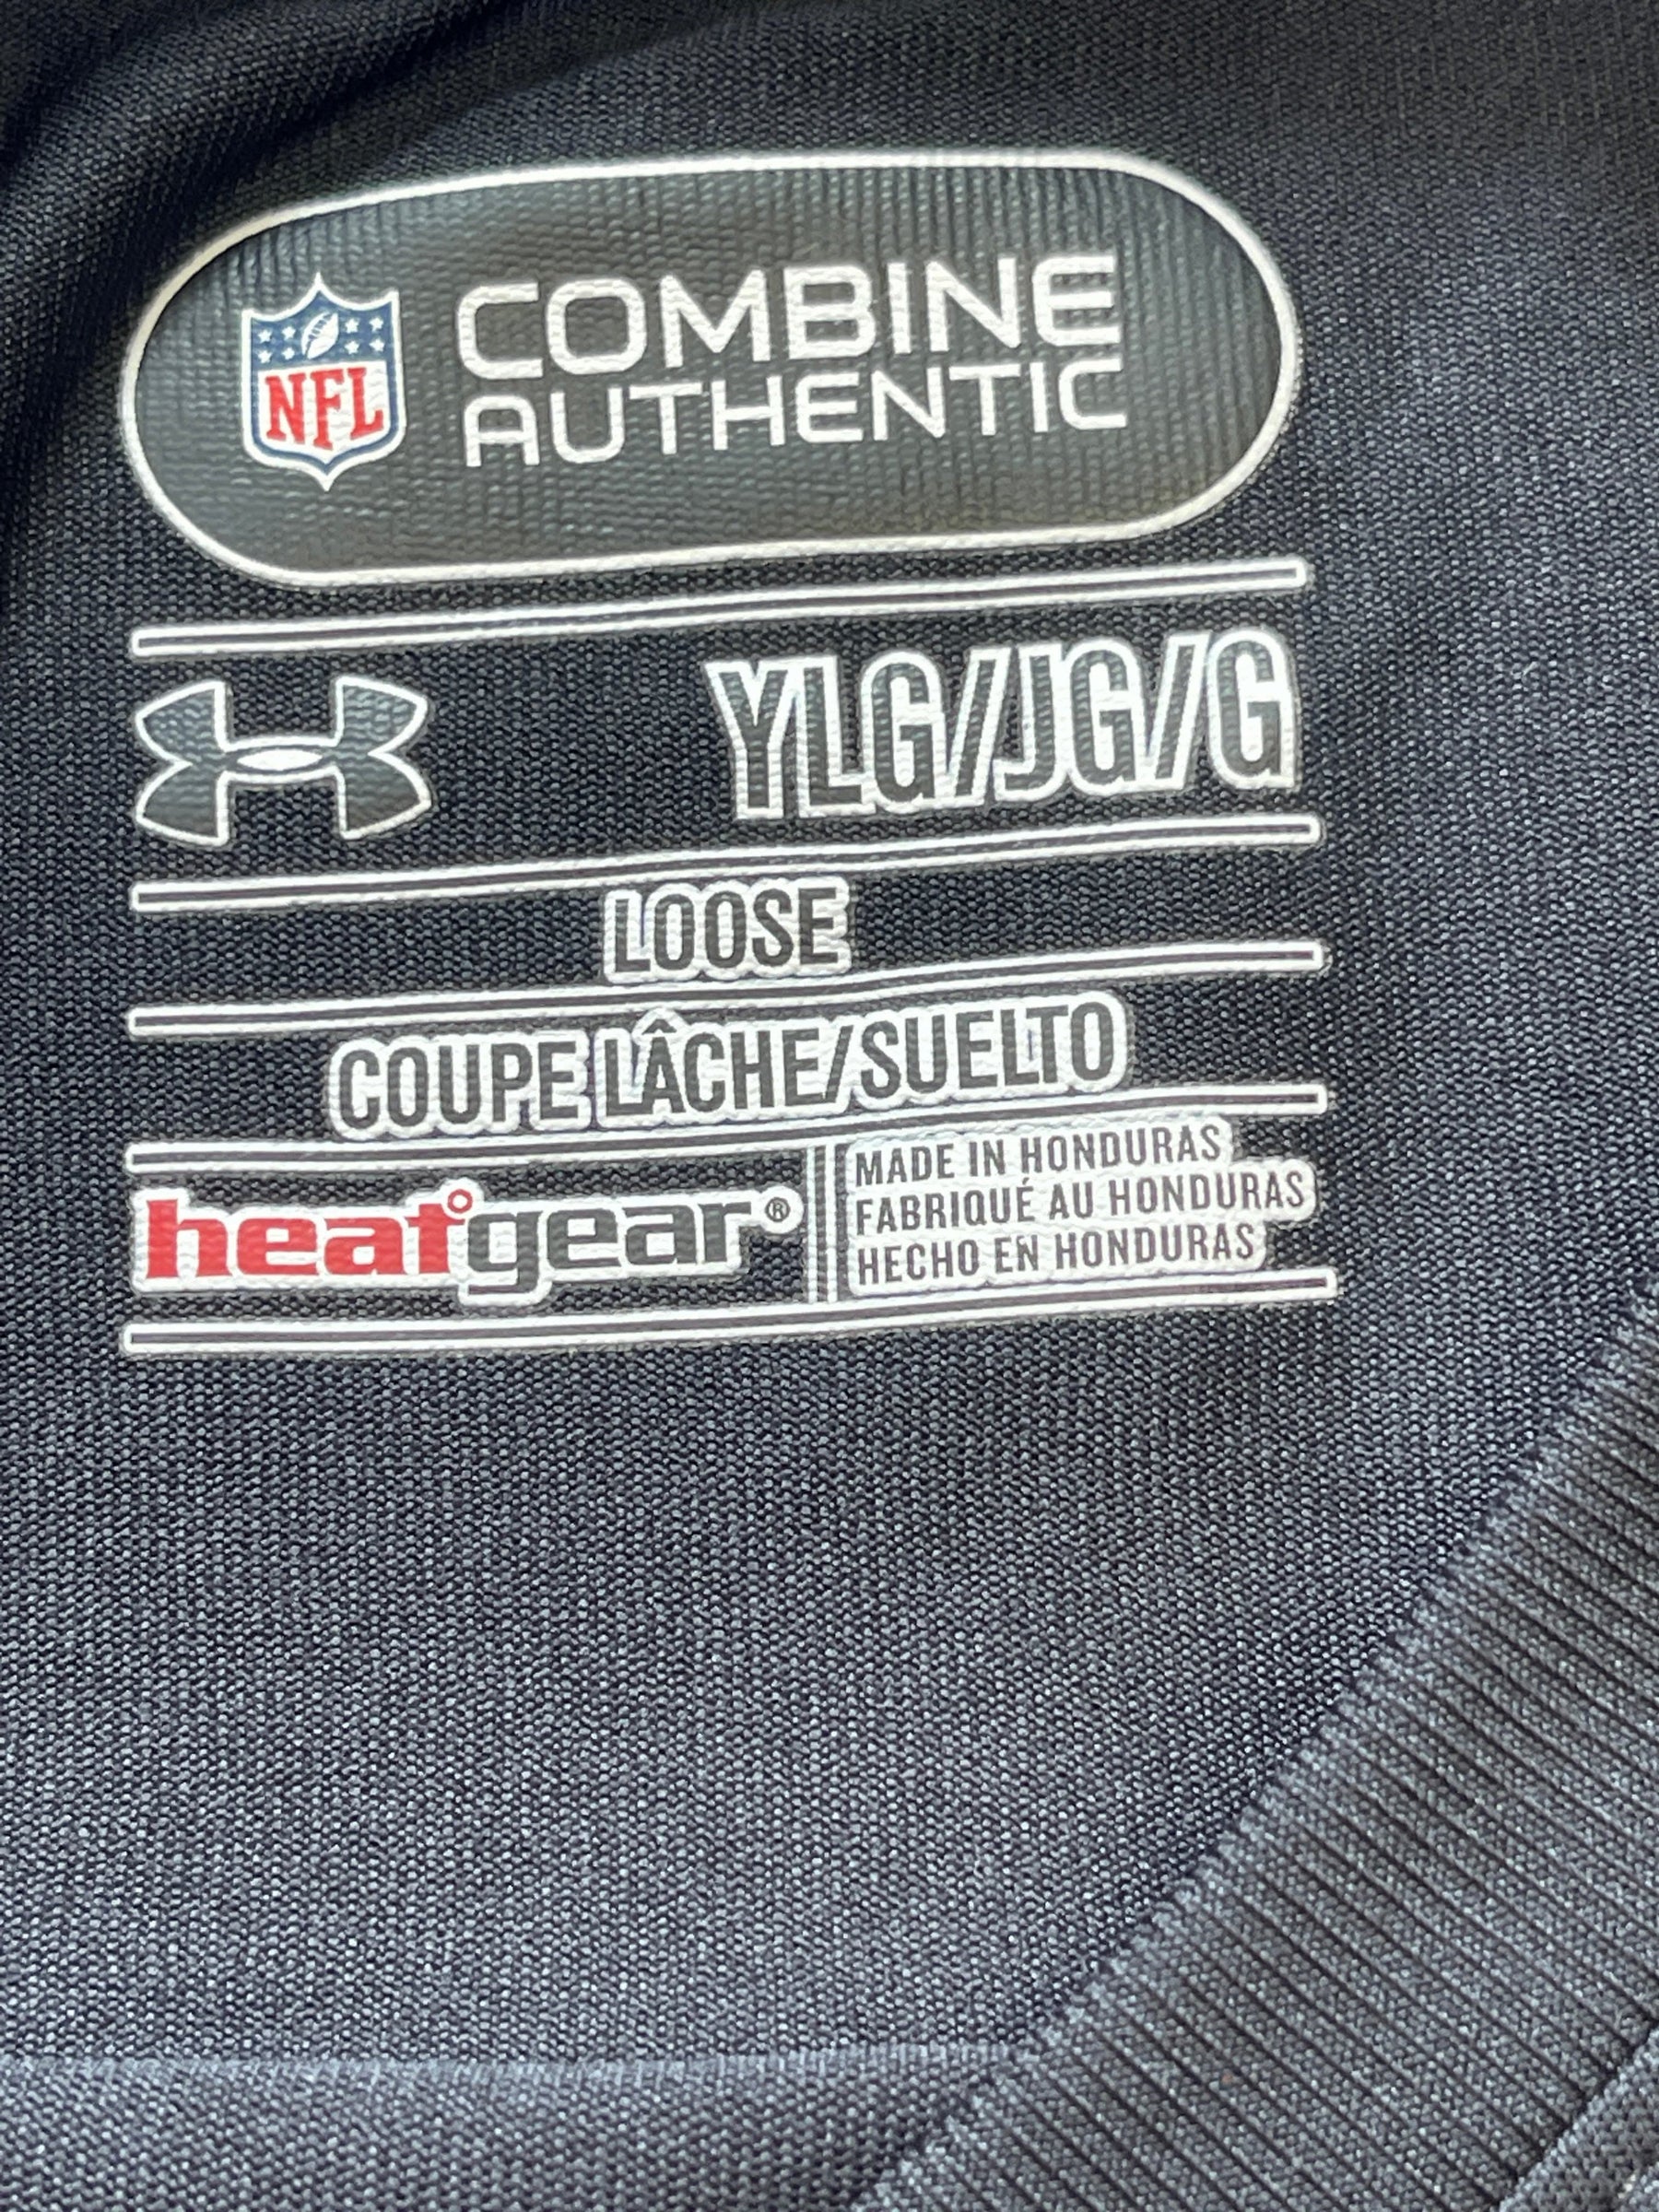 NFL
COMBINE
AUTHENTIC
YLG/JG/G
LOOSE
COUPE LÂCHE/SUELTO
heatgear®
MADE IN HONDURAS
FABRIQUÉ AU HONDURAS
HECHO EN HONDURAS